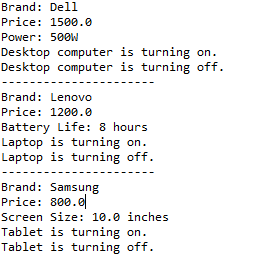 Brand: Dell
Price: 1500.0
Power: 500W
Desktop computer is turning on.
Desktop computer is turning off.
----------------------
Brand: Lenovo
Price: 1200.0
Battery Life: 8 hours
Laptop is turning on.
Laptop is turning off.
----------------------
Brand: Samsung
Price: 800.0
Screen Size: 10.0 inches
Tablet is turning on.
Tablet is turning off.